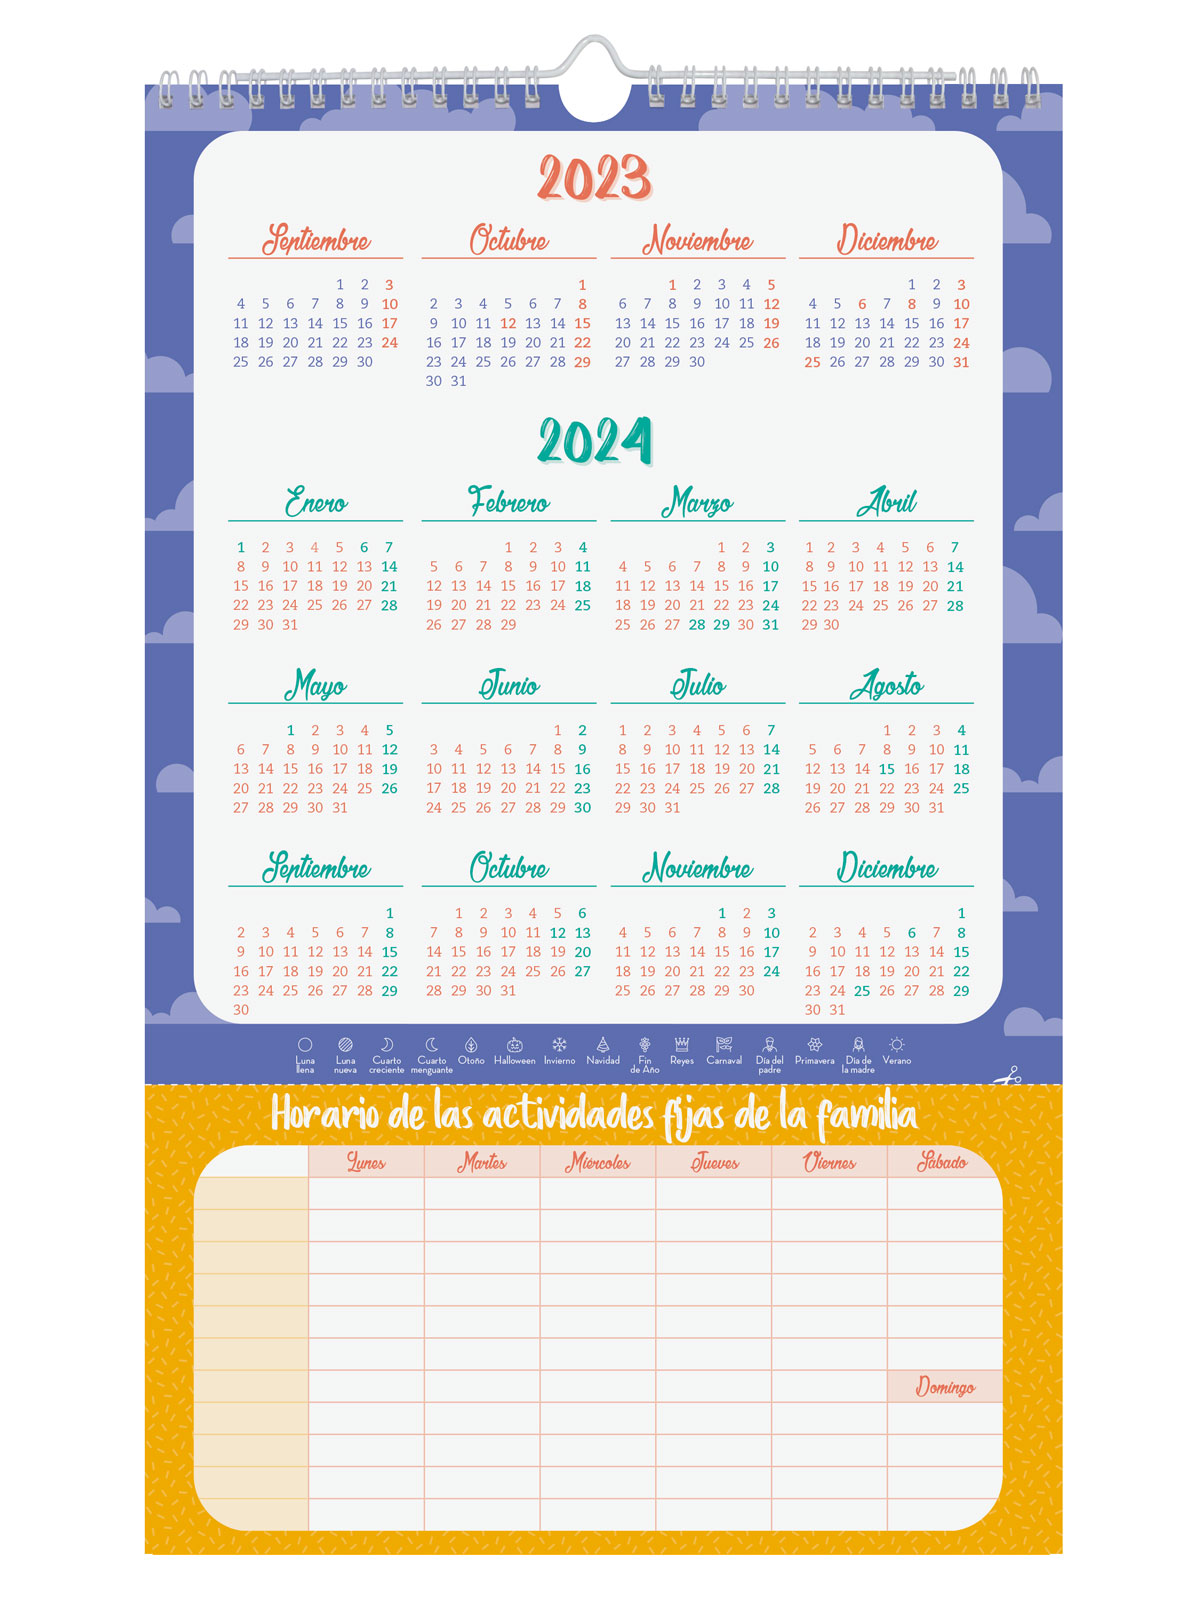 2023
Septiembre
1 2 3
4 5 6 7 8 9 10
11 12 13 14 15 16 17
18 19 20 21 22 23 24
25 26 27 28 29 30
Octubre
1
2 3 4 5 6 7 8
9 10 11 12 13 14 15
16 17 18 19 20 21 22
23 24 25 26 27 28 29
30 31
Noviembre
1 2 3 4 5
6 7 8 9 10 11 12
13 14 15 16 17 18 19
20 21 22 23 24 25 26
27 28 29 30
Diciembre
1 2 3
4 5 6 7 8 9 10
11 12 13 14 15 16 17
18 19 20 21 22 23 24
25 26 27 28 29 30 31
2024
Enero
1 2 3 4 5 6 7
8 9 10 11 12 13 14
15 16 17 18 19 20 21
22 23 24 25 26 27 28
29 30 31
Febrero
1 2 3 4
5 6 7 8 9 10 11
12 13 14 15 16 17 18
19 20 21 22 23 24 25
26 27 28 29
Marzo
1 2 3
4 5 6 7 8 9 10
11 12 13 14 15 16 17
18 19 20 21 22 23 24
25 26 27 28 29 30 31
Abril
1 2 3 4 5 6 7
8 9 10 11 12 13 14
15 16 17 18 19 20 21
22 23 24 25 26 27 28
29 30
Mayo
1 2 3 4 5
6 7 8 9 10 11 12
13 14 15 16 17 18 19
20 21 22 23 24 25 26
27 28 29 30 31
Junio
1 2
3 4 5 6 7 8 9
10 11 12 13 14 15 16
17 18 19 20 21 22 23
24 25 26 27 28 29 30
Julio
1 2 3 4 5 6 7
8 9 10 11 12 13 14
15 16 17 18 19 20 21
22 23 24 25 26 27 28
29 30 31
Agosto
1 2 3 4
5 6 7 8 9 10 11
12 13 14 15 16 17 18
19 20 21 22 23 24 25
26 27 28 29 30 31
Septiembre
1
2 3 4 5 6 7 8
9 10 11 12 13 14 15
16 17 18 19 20 21 22
23 24 25 26 27 28 29
30
Octubre
1 2 3 4 5 6
7 8 9 10 11 12 13
14 15 16 17 18 19 20
21 22 23 24 25 26 27
28 29 30 31
Noviembre
1 2 3
4 5 6 7 8 9 10
11 12 13 14 15 16 17
18 19 20 21 22 23 24
25 26 27 28 29 30
Diciembre
1
2 3 4 5 6 7 8
9 10 11 12 13 14 15
16 17 18 19 20 21 22
23 24 25 26 27 28 29
30 31
Luna
llena
Luna
nueva
Cuarto
creciente
Cuarto
menguante
Otoño
Halloween
Invierno
Navidad
Fin
de Año
Reyes
Carnaval
Día del
padre
Primavera
Día de
la madre
Verano
Horario de las actividades fijas de la familia
Lunes Martes Miércoles Jueves Viernes Sábado
Domingo